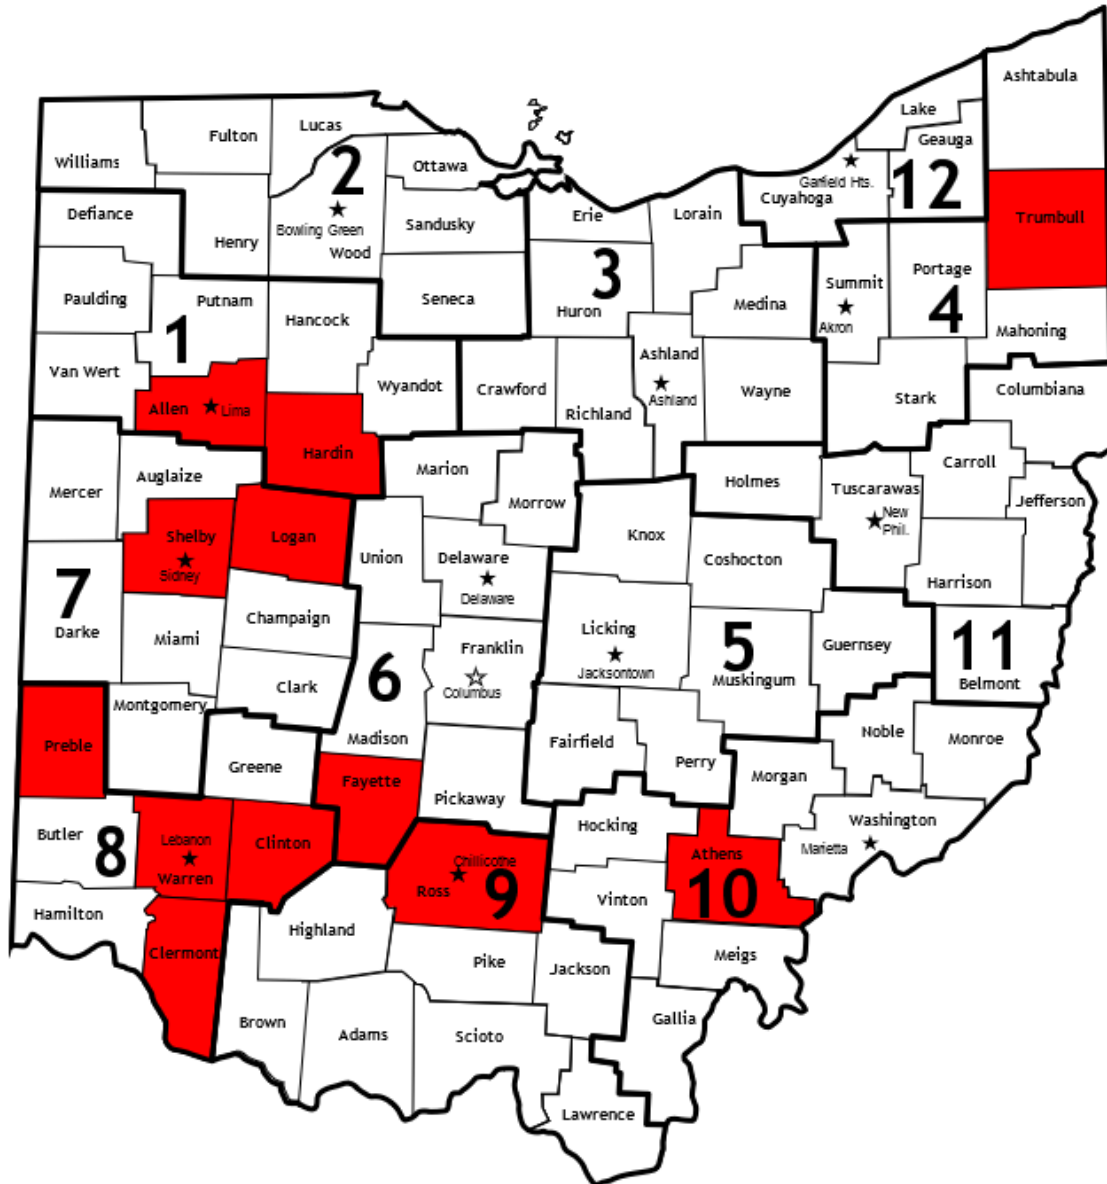 Ashtabula
Lake
Geauga
Lucas
Fulton
Williams
Ottawa
2
Garfield Hts.
12
Cuyahoga
Defiance
Erie
Lorain
Trumbull
Bowling Green
Sandusky
Henry
Wood
3
Portage
Summit
Paulding
Putnam
Seneca
Medina
Huron
Hancock
4
Akron
Mahoning
1
Ashland
Van Wert
Wyandot
Crawford
Wayne
Columbiana
Ashland
Stark
Allen
Lima
Richland
Hardin
Carroll
Marion
Auglaize
Holmes
Tuscarawas
Mercer
Morrow
Jefferson
New
Phil.
Shelby
Logan
Knox
Union
Delaware
Coshocton
Sidney
Harrison
7
Delaware
Champaign
Licking
Darke
Miami
Guernsey
Franklin
5
11
Jacksontown
Muskingum
Belmont
Clark
6
Columbus
Montgomery
Noble
Madison
Fairfield
Monroe
Preble
Greene
Perry
Morgan
Fayette
Pickaway
Hocking
Washington
Butler
8
Lebanon
Clinton
Marietta
Athens
Chillicothe
Warren
Ross
9
10
Vinton
Hamilton
Highland
Clermont
Pike
Jackson
Meigs
Gallia
Brown
Adams
Scioto
Lawrence